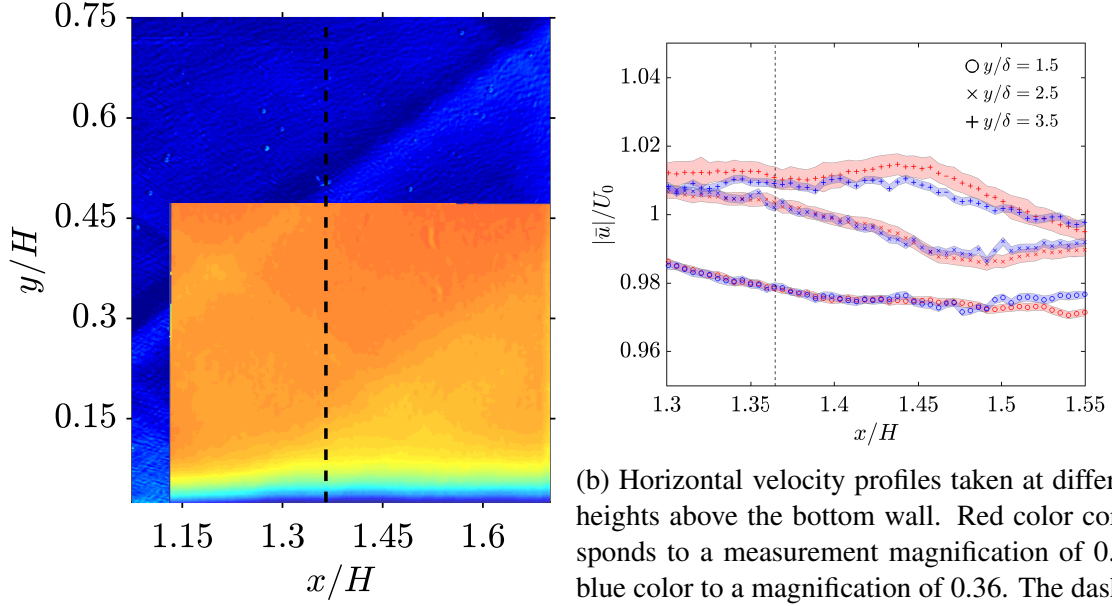 0.75
0.6
0.45
0.3
0.15
y/H
1.15 1.3 1.45 1.6
x/H
1.04
1.02
1
0.98
0.96
|ū|/U₀
y/δ = 1.5
y/δ = 2.5
y/δ = 3.5
1.3 1.35 1.4 1.45 1.5 1.55
x/H
(b) Horizontal velocity profiles taken at differ
heights above the bottom wall. Red color cor
sponds to a measurement magnification of 0.
blue color to a magnification of 0.36. The dash